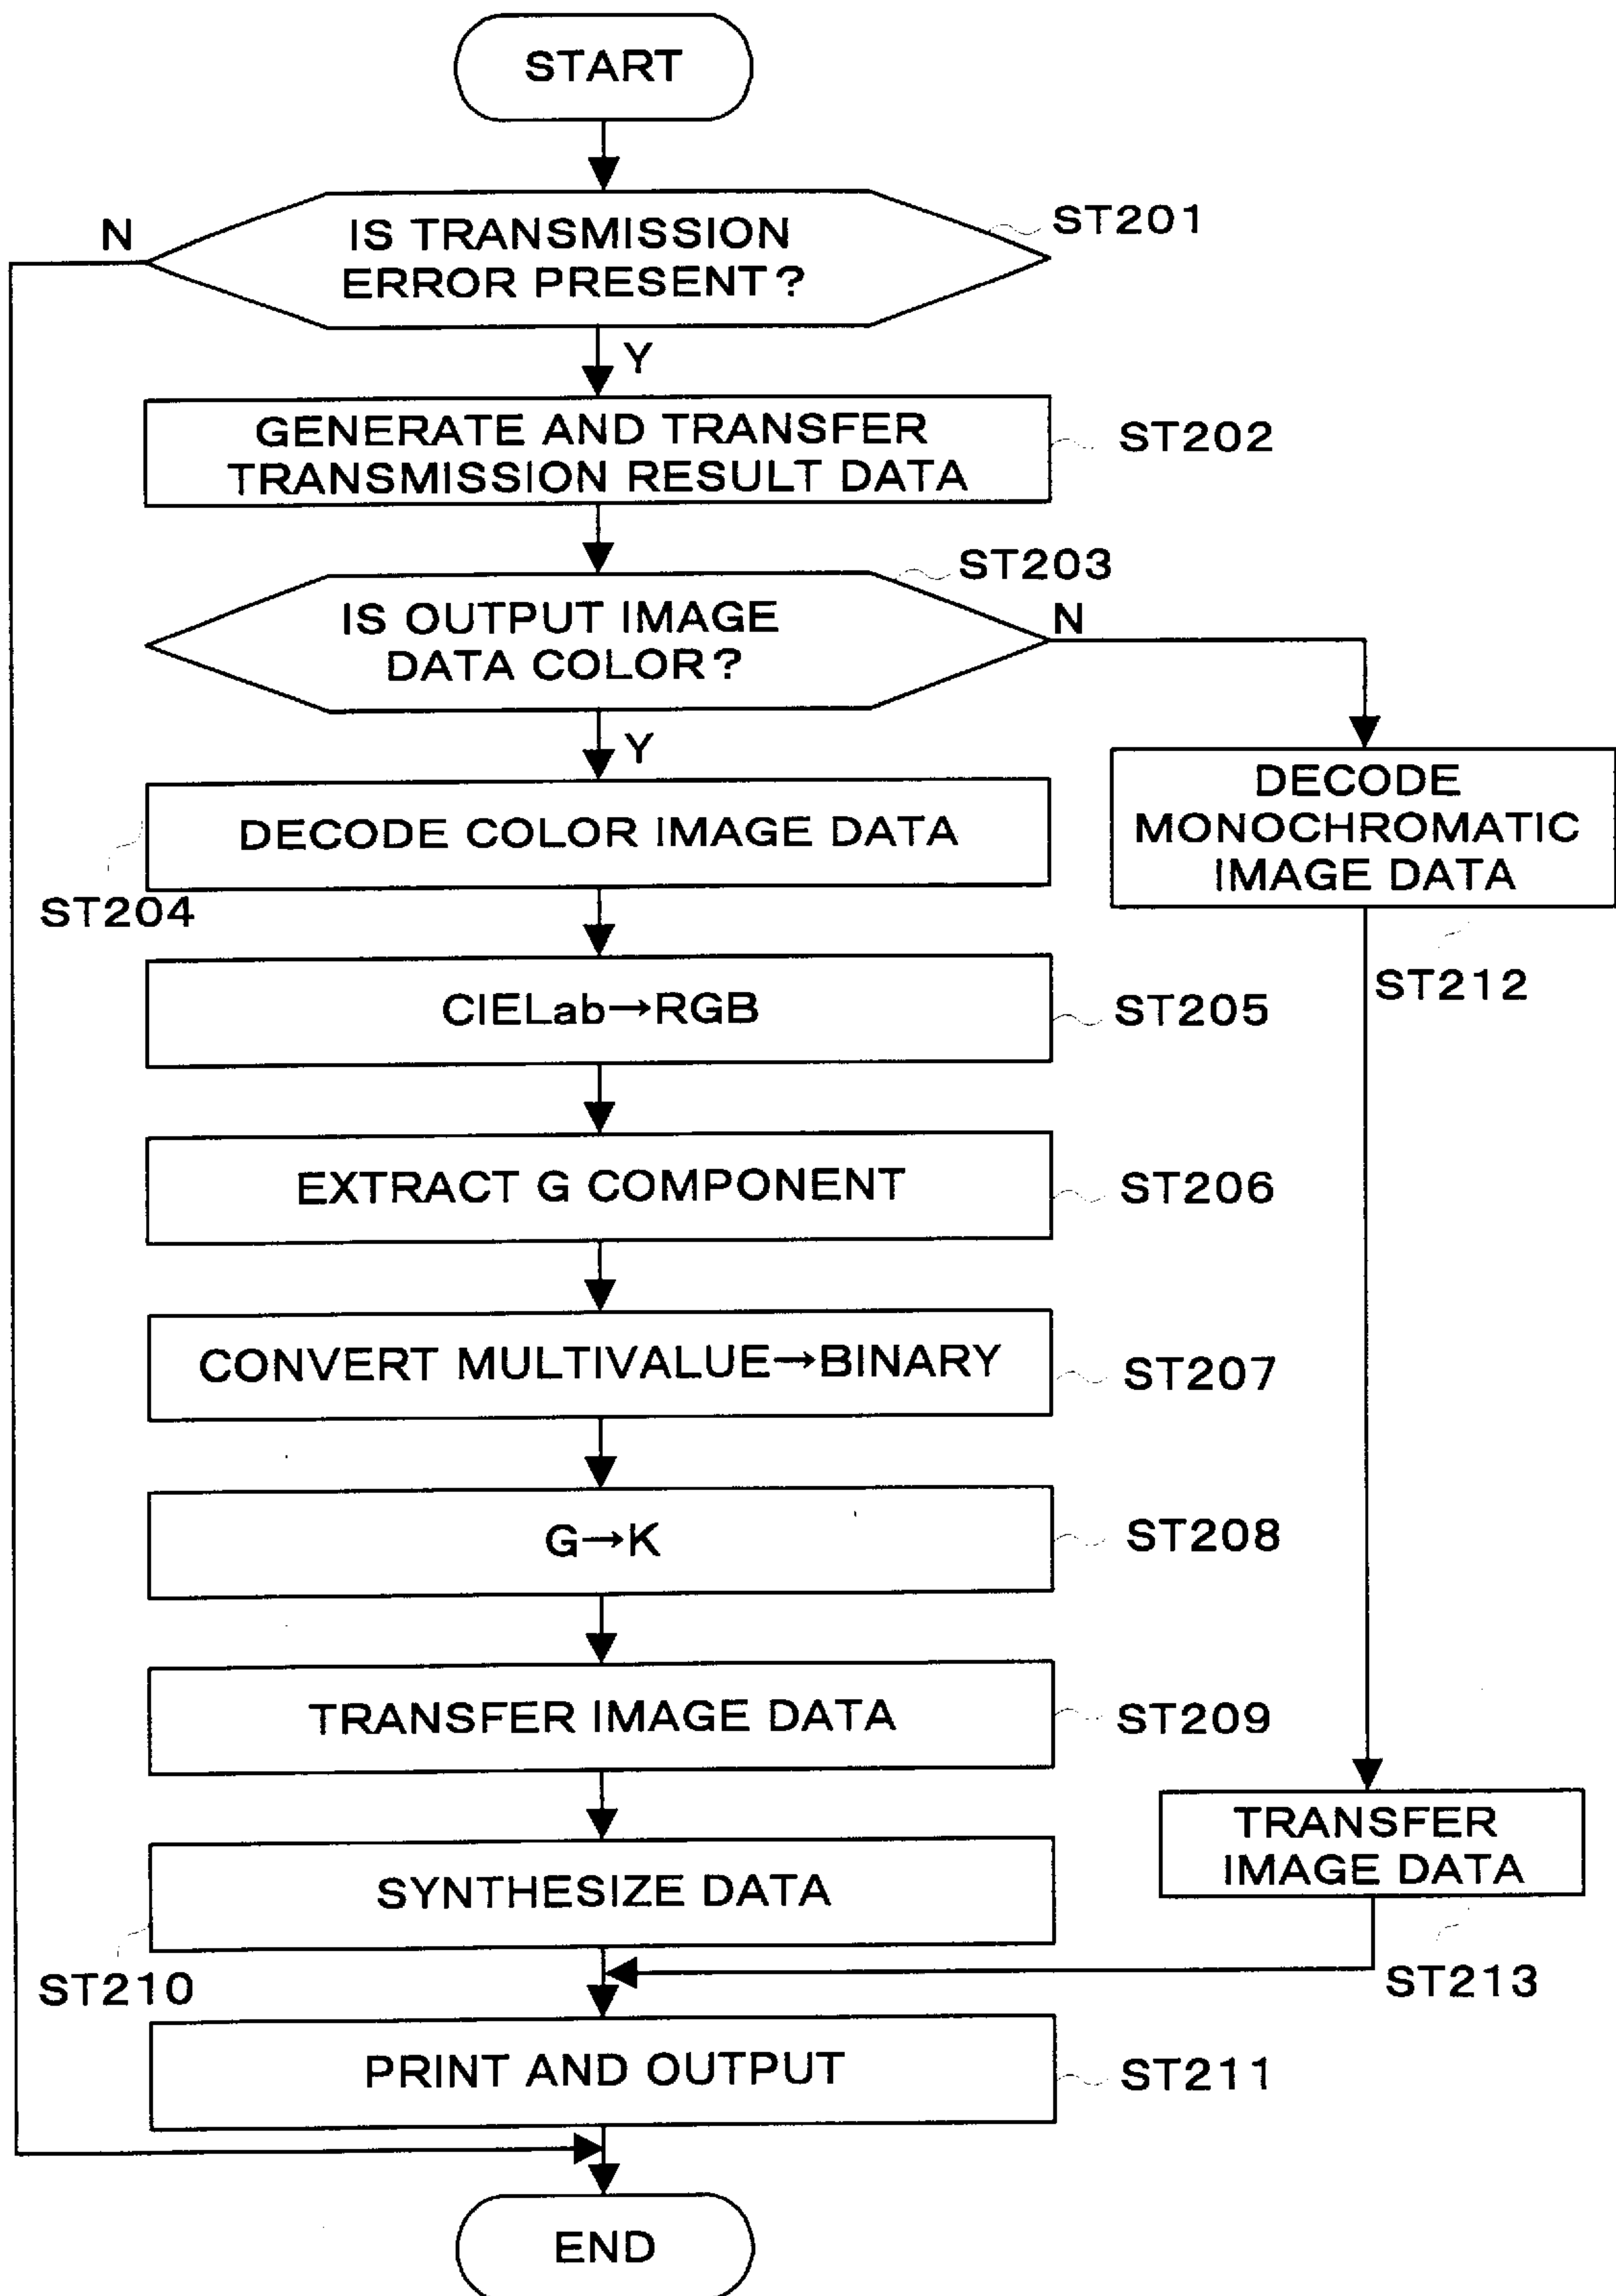 START
N
IS TRANSMISSION
ERROR PRESENT?
ST201
Y
GENERATE AND TRANSFER
TRANSMISSION RESULT DATA
ST202
ST203
IS OUTPUT IMAGE
DATA COLOR?
N
Y
DECODE COLOR IMAGE DATA
ST204
DECODE
MONOCHROMATIC
IMAGE DATA
ST212
CIELab→RGB
ST205
EXTRACT G COMPONENT
ST206
CONVERT MULTIVALUE→BINARY
ST207
G→K
ST208
TRANSFER IMAGE DATA
ST209
TRANSFER
IMAGE DATA
ST213
SYNTHESIZE DATA
ST210
PRINT AND OUTPUT
ST211
END